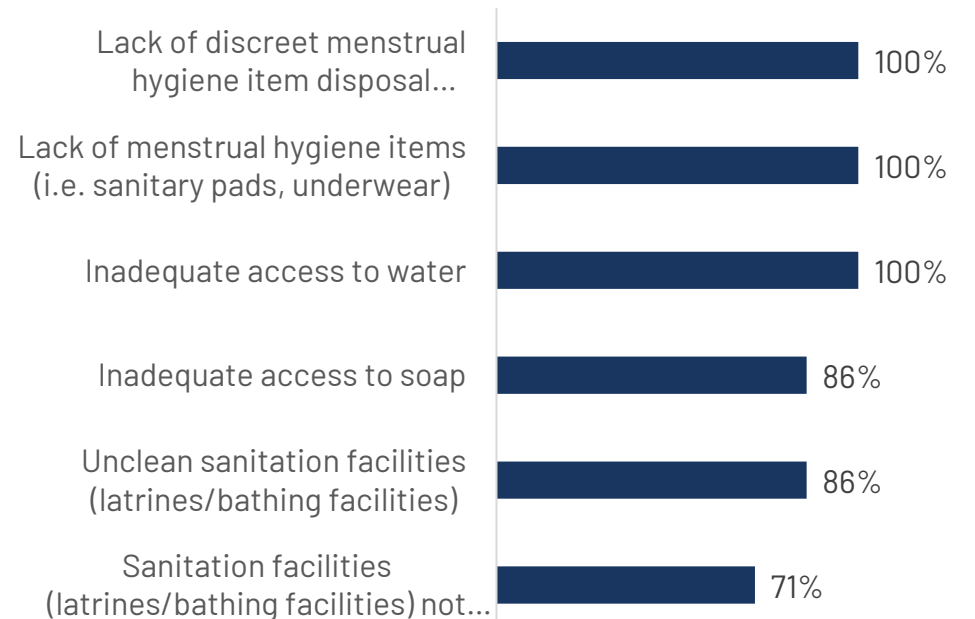 Lack of discreet menstrual
hygiene item disposal...
100%
Lack of menstrual hygiene items
(i.e. sanitary pads, underwear)
100%
Inadequate access to water
100%
Inadequate access to soap
86%
Unclean sanitation facilities
(latrines/bathing facilities)
86%
Sanitation facilities
(latrines/bathing facilities) not...
71%